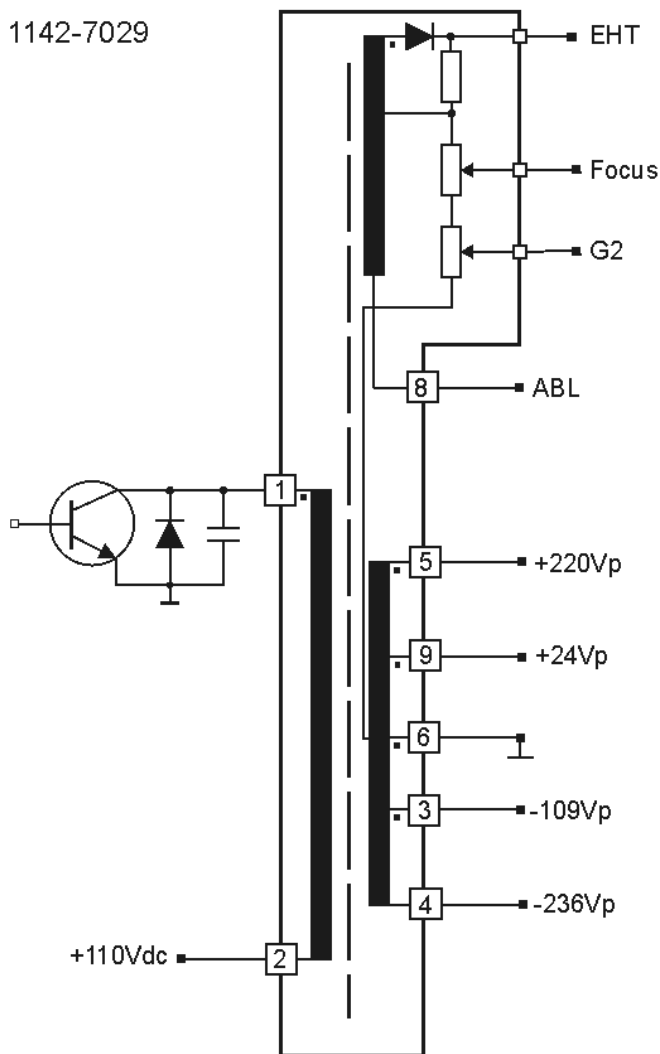 1142-7029
EHT
Focus
G2
8 ABL
1
5 +220Vp
9 +24Vp
6
3 -109Vp
4 -236Vp
+110Vdc 2